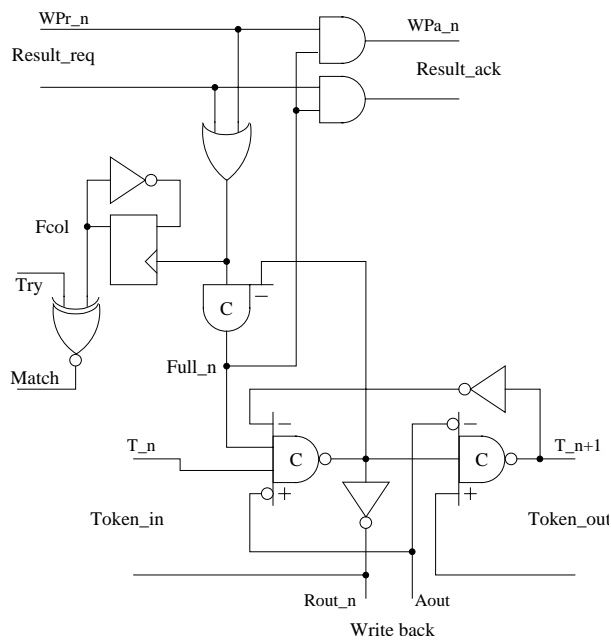 WPr_n
WPa_n
Result_req
Result_ack
Fcol
Try
C
−
Match
Full_n
−
−
T_n
C
C
T_n+1
+
+
Token_in
Token_out
Rout_n
Aout
Write back